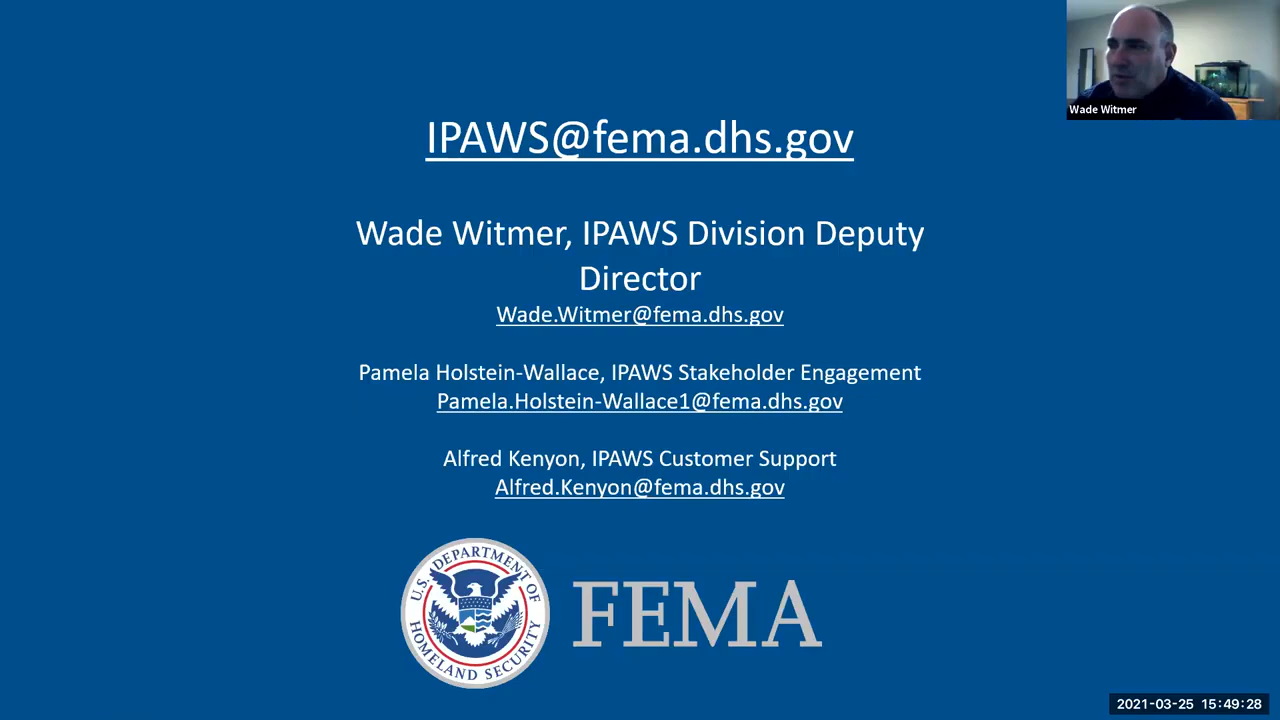 Wade Witmer
IPAWS@fema.dhs.gov
Wade Witmer, IPAWS Division Deputy
Director
Wade.Witmer@fema.dhs.gov
Pamela Holstein-Wallace, IPAWS Stakeholder Engagement
Pamela.Holstein-Wallace1@fema.dhs.gov
Alfred Kenyon, IPAWS Customer Support
Alfred.Kenyon@fema.dhs.gov
U.S. DEPARTMENT OF
HOMELAND SECURITY
FEMA
2021-03-25 15:49:28